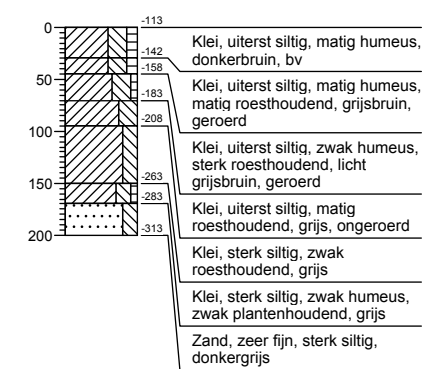 0
-113
Klei, uiterst siltig, matig humeus,
donkerbruin, bv
-142
-158
50
Klei, uiterst siltig, matig humeus,
matig roesthoudend, grijsbruin,
geroerd
-183
-208
100
Klei, uiterst siltig, zwak humeus,
sterk roesthoudend, licht
grijsbruin, geroerd
-263
150
-283
Klei, uiterst siltig, matig
roesthoudend, grijs, ongeroerd
200
-313
Klei, sterk siltig, zwak
roesthoudend, grijs
Klei, sterk siltig, zwak humeus,
zwak plantenhoudend, grijs
Zand, zeer fijn, sterk siltig,
donkergrijs